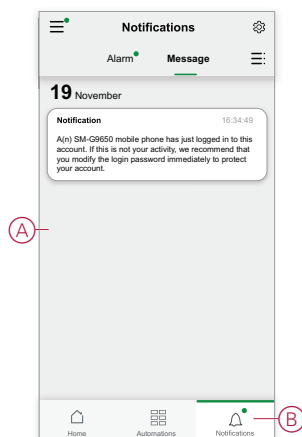 Notifications
Alarm Message
19 November
Notification 16:34:49
A(n) SM-G9650 mobile phone has just logged in to this
account. If this is not your activity, we recommend that
you modify the login password immediately to protect
your account.
A
B
Home Automations Notifications